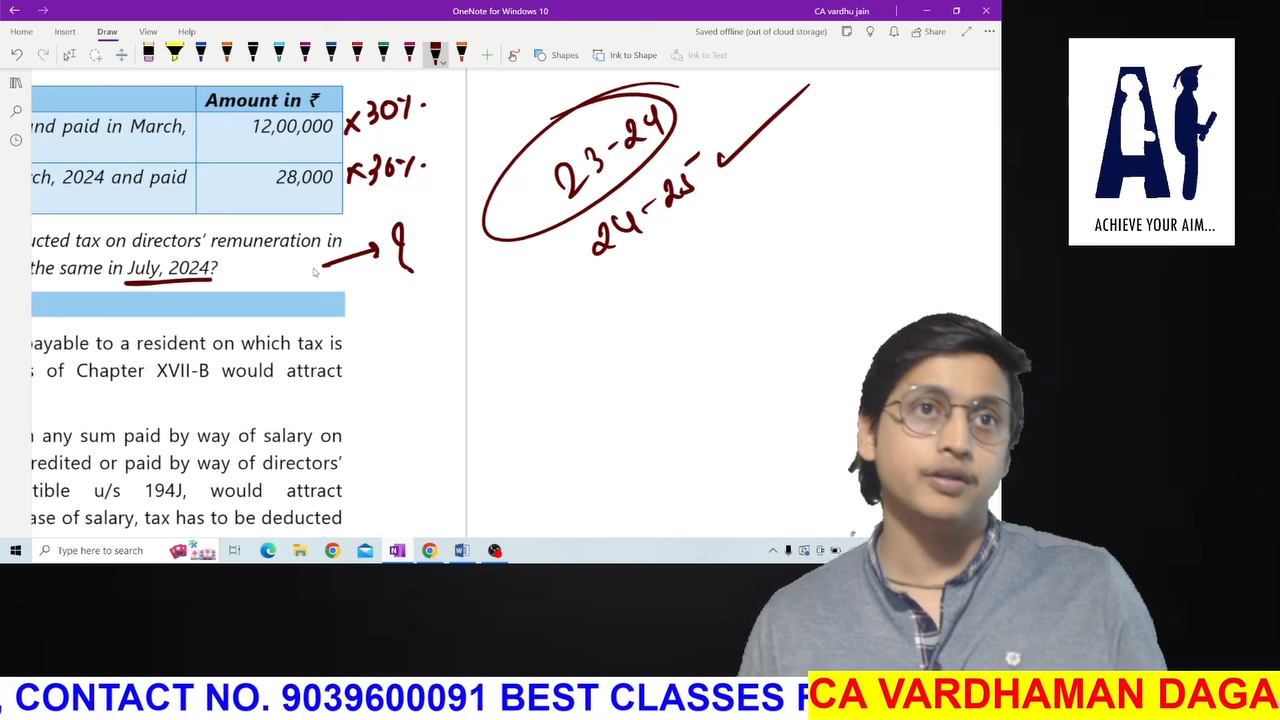 OneNote for Windows 10
CA vardhu jain
Home Insert Draw View Help
Saved offline (out of cloud storage)
Share
Shapes
Ink to Shape
Ink to Text
Amount in ₹
and paid in March, 12,00,000 × 30%.
ch, 2024 and paid 28,000 × 30%.
23-24
24-25
ucted tax on directors' remuneration in
the same in July, 2024?
payable to a resident on which tax is
s of Chapter XVII-B would attract
n any sum paid by way of salary on
redited or paid by way of directors'
tible u/s 194J, would attract
ase of salary, tax has to be deducted
Type here to search
ACHIEVE YOUR AIM...
, CONTACT NO. 9039600091 BEST CLASSES F
CA VARDHAMAN DAGA